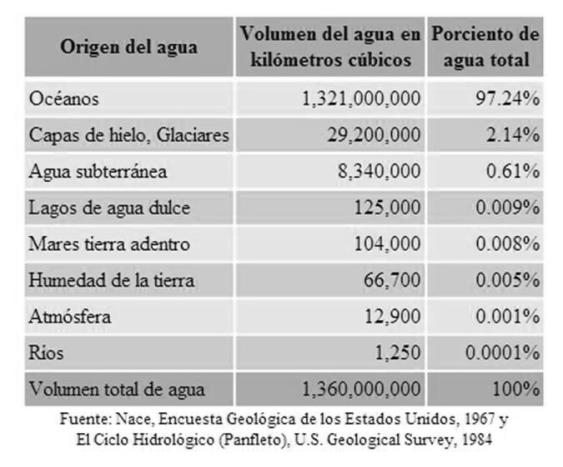 Origen del agua Volumen del agua en kilómetros cúbicos Porciento de agua total
Océanos 1,321,000,000 97.24%
Capas de hielo, Glaciares 29,200,000 2.14%
Agua subterránea 8,340,000 0.61%
Lagos de agua dulce 125,000 0.009%
Mares tierra adentro 104,000 0.008%
Humedad de la tierra 66,700 0.005%
Atmósfera 12,900 0.001%
Ríos 1,250 0.0001%
Volumen total de agua 1,360,000,000 100%
Fuente: Nace, Encuesta Geológica de los Estados Unidos, 1967 y
El Ciclo Hidrológico (Panfleto), U.S. Geological Survey, 1984